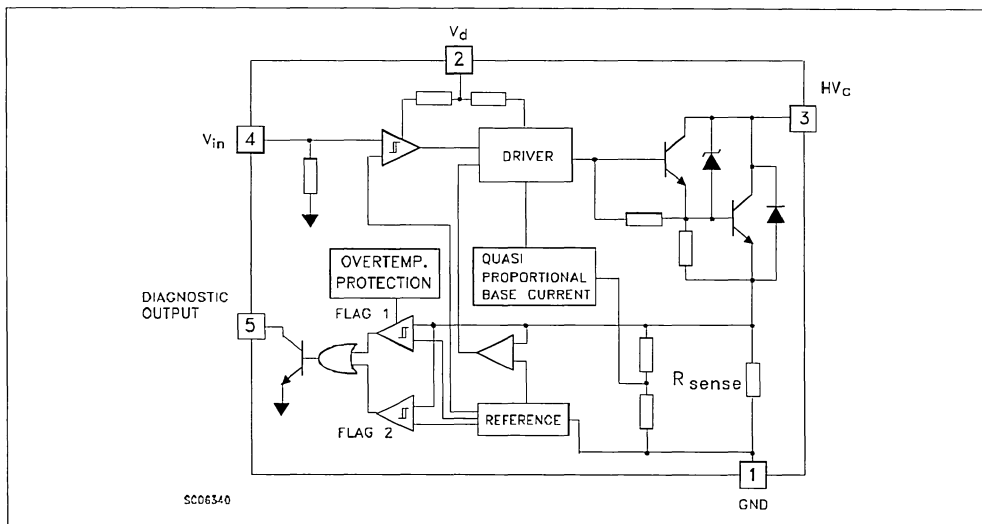 Vd
2
HVc
3
Vin
4
DRIVER
OVERTEMP.
PROTECTION
QUASI
PROPORTIONAL
BASE CURRENT
DIAGNOSTIC
OUTPUT
5
FLAG 1
Rsense
REFERENCE
FLAG 2
1
GND
SC06340